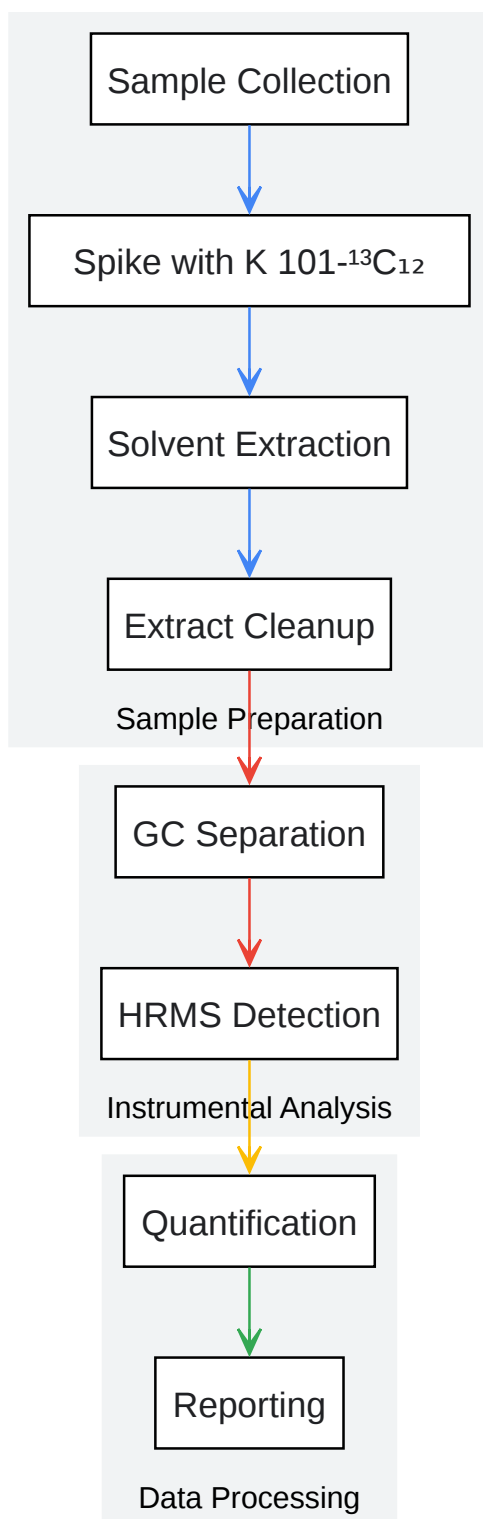 Sample Collection
Spike with K 101-¹³C₁₂
Solvent Extraction
Extract Cleanup
Sample Preparation
GC Separation
HRMS Detection
Instrumental Analysis
Quantification
Reporting
Data Processing